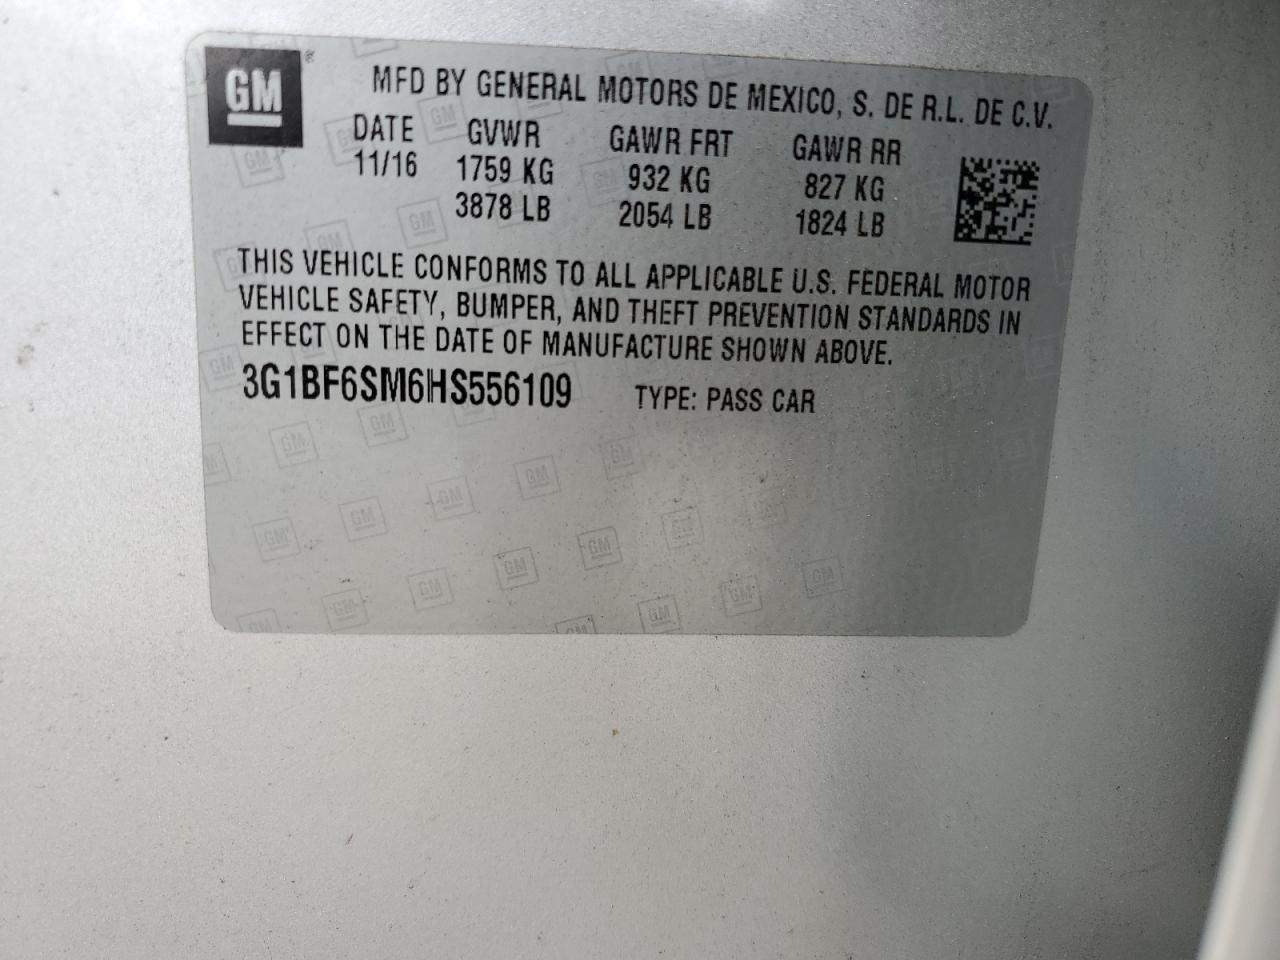 GM ®
MFD BY GENERAL MOTORS DE MEXICO, S. DE R.L. DE C.V.
DATE GVWR GAWR FRT GAWR RR
11/16 1759 KG 932 KG 827 KG
3878 LB 2054 LB 1824 LB
THIS VEHICLE CONFORMS TO ALL APPLICABLE U.S. FEDERAL MOTOR
VEHICLE SAFETY, BUMPER, AND THEFT PREVENTION STANDARDS IN
EFFECT ON THE DATE OF MANUFACTURE SHOWN ABOVE.
3G1BF6SM6HS556109 TYPE: PASS CAR